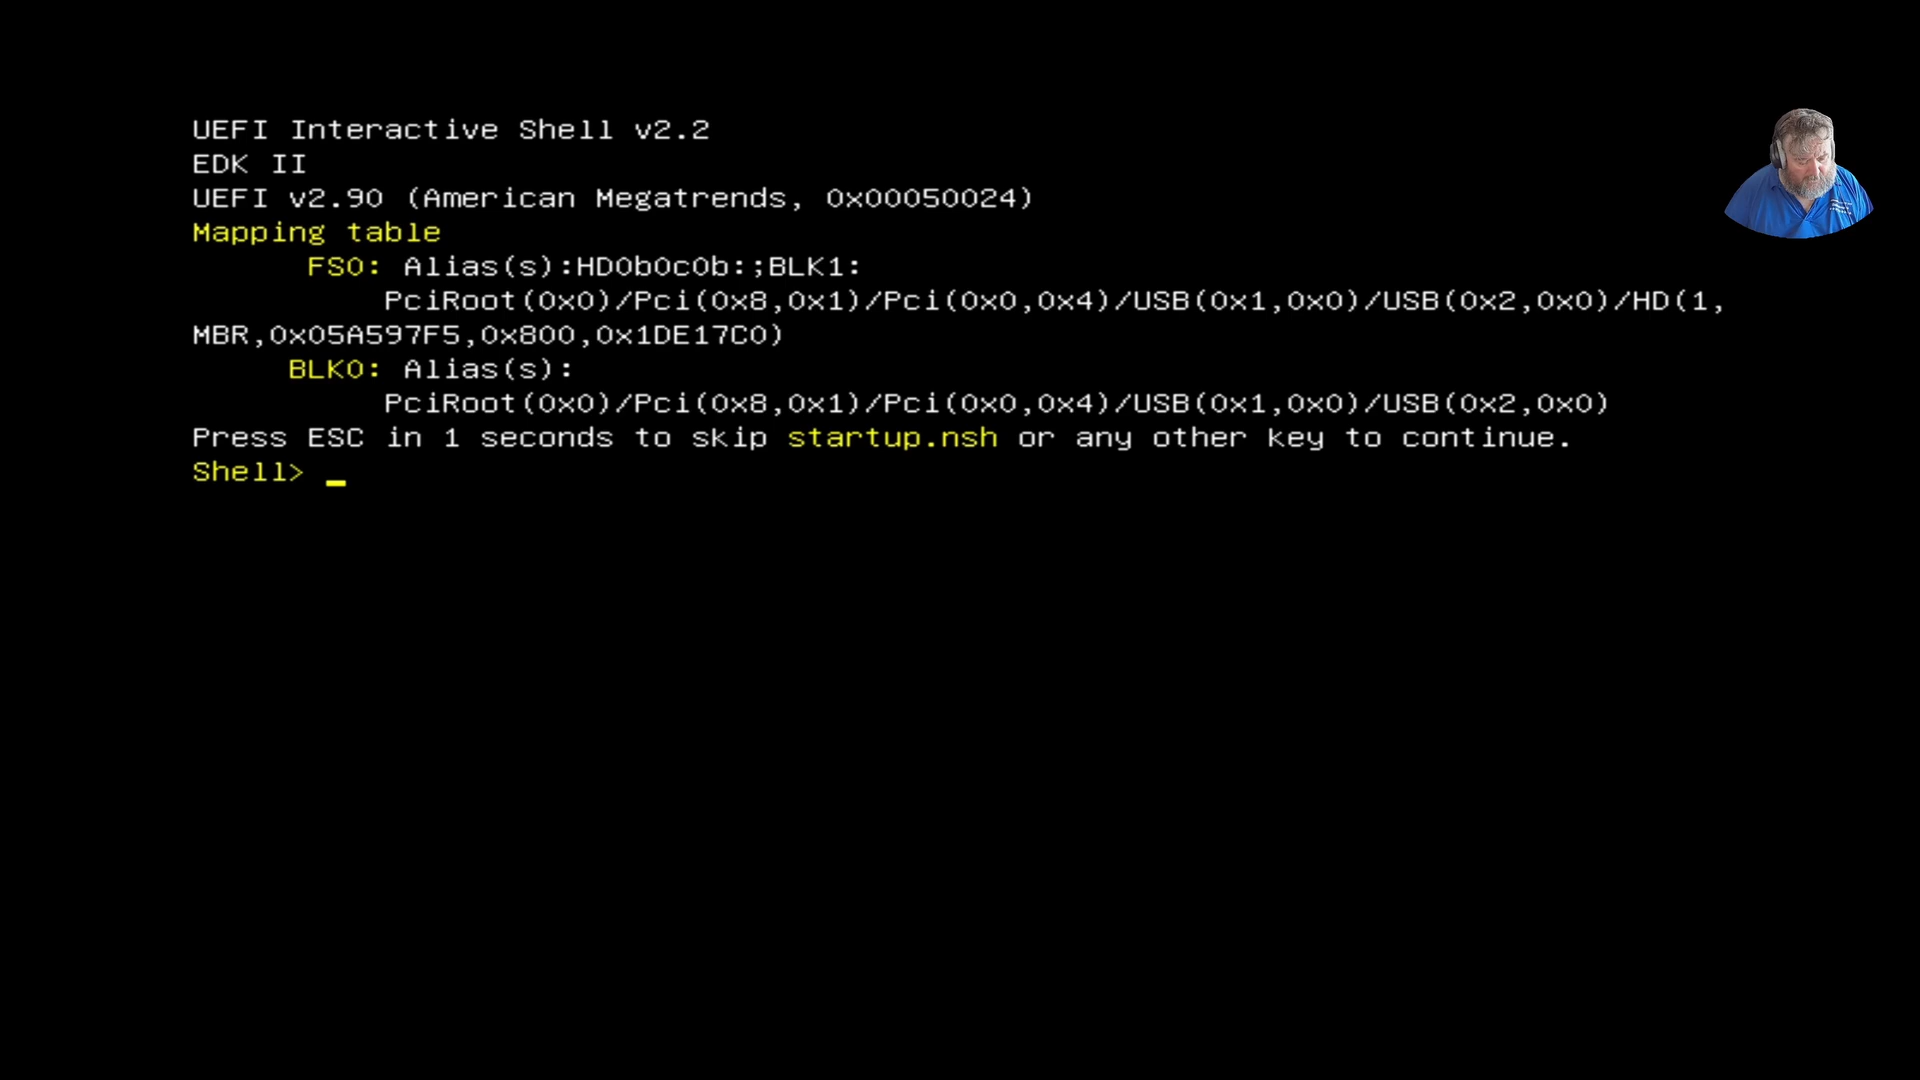 UEFI Interactive Shell v2.2
EDK II
UEFI v2.90 (American Megatrends, 0x00050024)
Mapping table
FS0: Alias(s):HD0b0c0b:;BLK1:
PciRoot(0x0)/Pci(0x8,0x1)/Pci(0x0,0x4)/USB(0x1,0x0)/USB(0x2,0x0)/HD(1,
MBR,0x05A597F5,0x800,0x1DE17C0)
BLK0: Alias(s):
PciRoot(0x0)/Pci(0x8,0x1)/Pci(0x0,0x4)/USB(0x1,0x0)/USB(0x2,0x0)
Press ESC in 1 seconds to skip startup.nsh or any other key to continue.
Shell> _